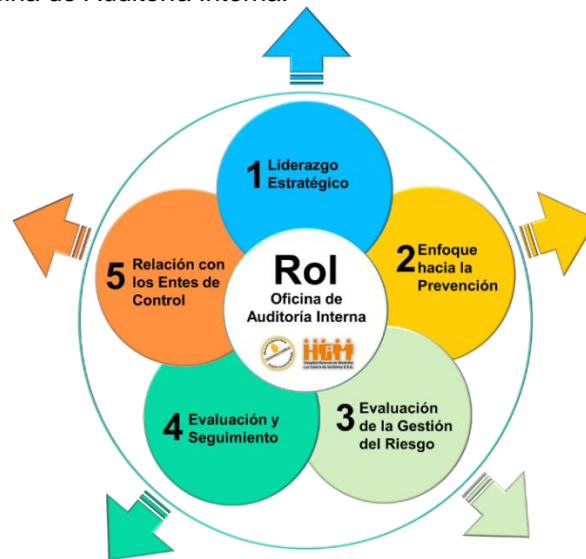 de Auditoría Interna.
1 Liderazgo
Estratégico
2 Enfoque
hacia la
Prevención
3 Evaluación
de la Gestión
del Riesgo
4 Evaluación y
Seguimiento
5 Relación con
los Entes de
Control
Rol
Oficina de
Auditoría Interna
HGM